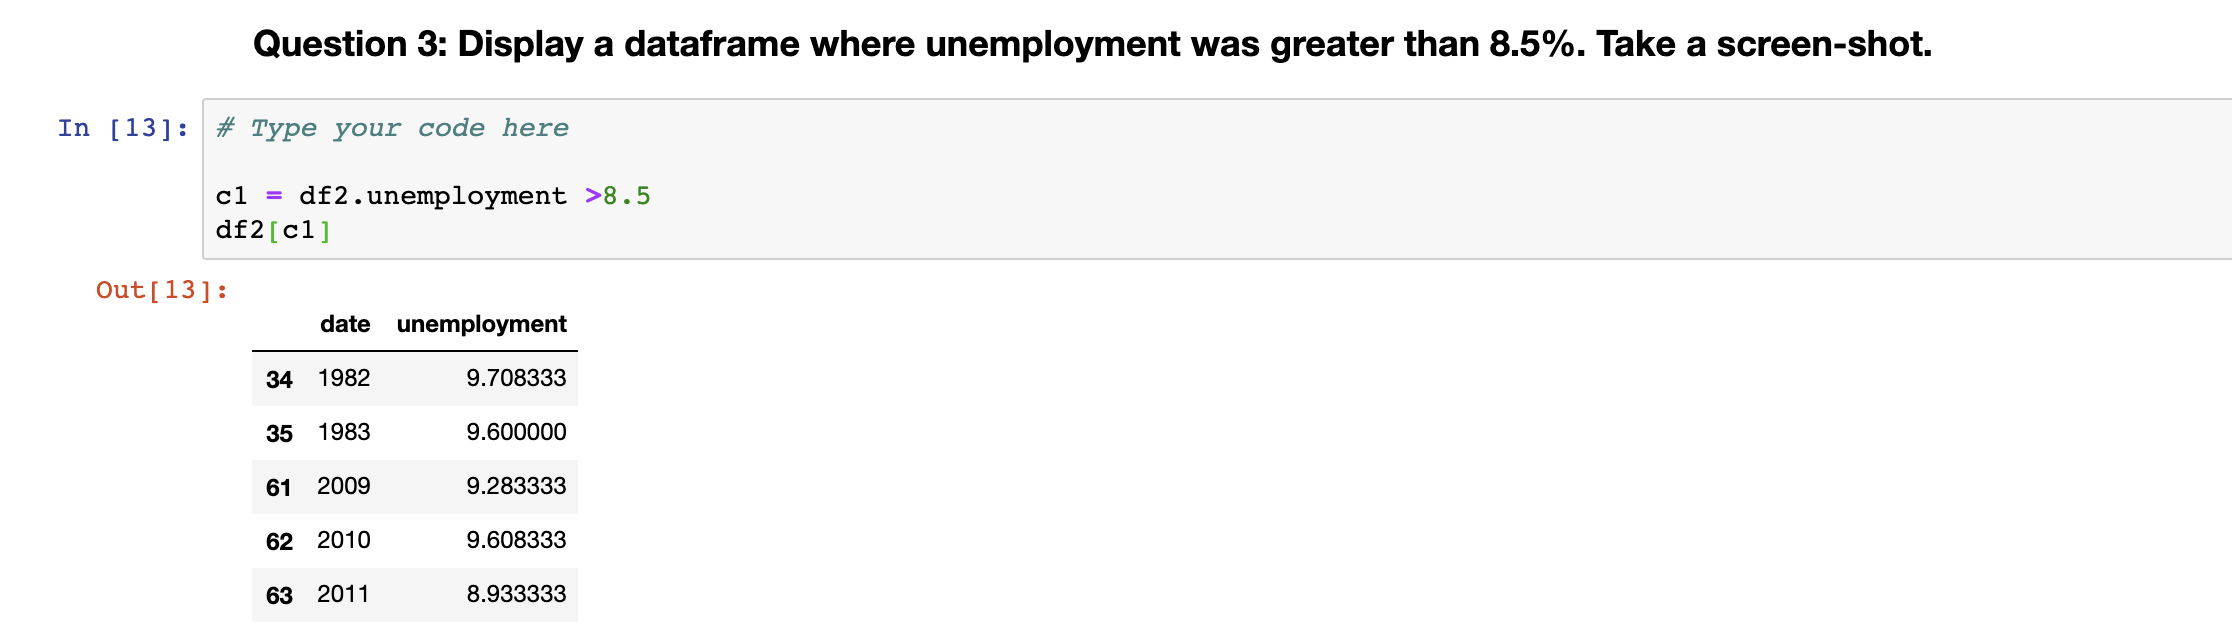 Question 3: Display a dataframe where unemployment was greater than 8.5%. Take a screen-shot.
In [13]: # Type your code here
c1 = df2.unemployment >8.5
df2[c1]
Out[13]:
date unemployment
34 1982 9.708333
35 1983 9.600000
61 2009 9.283333
62 2010 9.608333
63 2011 8.933333